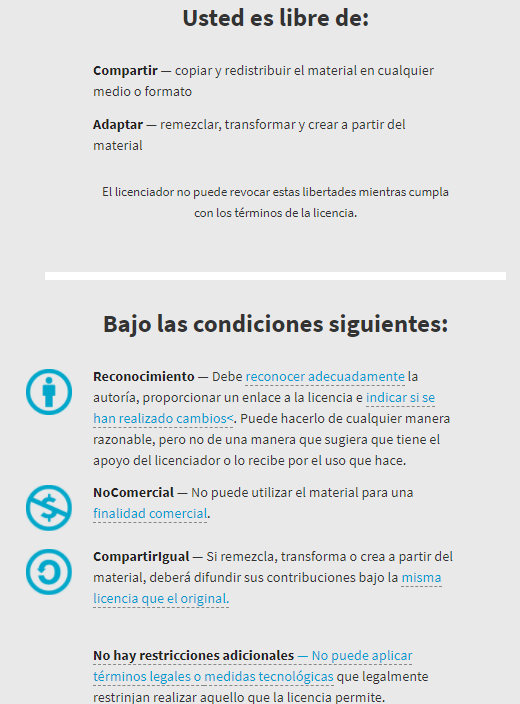 Usted es libre de:
Compartir — copiar y redistribuir el material en cualquier
medio o formato
Adaptar — remezclar, transformar y crear a partir del
material
El licenciador no puede revocar estas libertades mientras cumpla
con los términos de la licencia.
Bajo las condiciones siguientes:
Reconocimiento — Debe reconocer adecuadamente la
autoría, proporcionar un enlace a la licencia e indicar si se
han realizado cambios<. Puede hacerlo de cualquier manera
razonable, pero no de una manera que sugiera que tiene el
apoyo del licenciador o lo recibe por el uso que hace.
NoComercial — No puede utilizar el material para una
finalidad comercial.
CompartirIgual — Si remezcla, transforma o crea a partir del
material, deberá difundir sus contribuciones bajo la misma
licencia que el original.
No hay restricciones adicionales — No puede aplicar
términos legales o medidas tecnológicas que legalmente
restrinjan realizar aquello que la licencia permite.